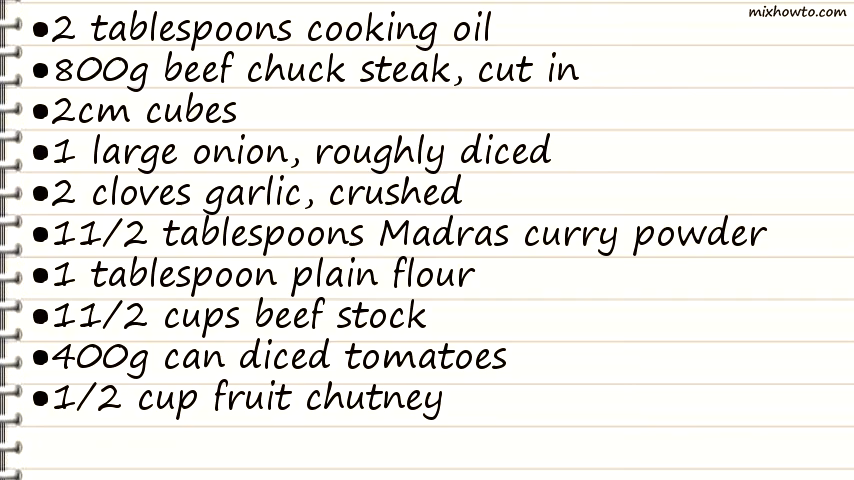 mixhowto.com
•2 tablespoons cooking oil
•800g beef chuck steak, cut in
•2cm cubes
•1 large onion, roughly diced
•2 cloves garlic, crushed
•11/2 tablespoons Madras curry powder
•1 tablespoon plain flour
•11/2 cups beef stock
•400g can diced tomatoes
•1/2 cup fruit chutney